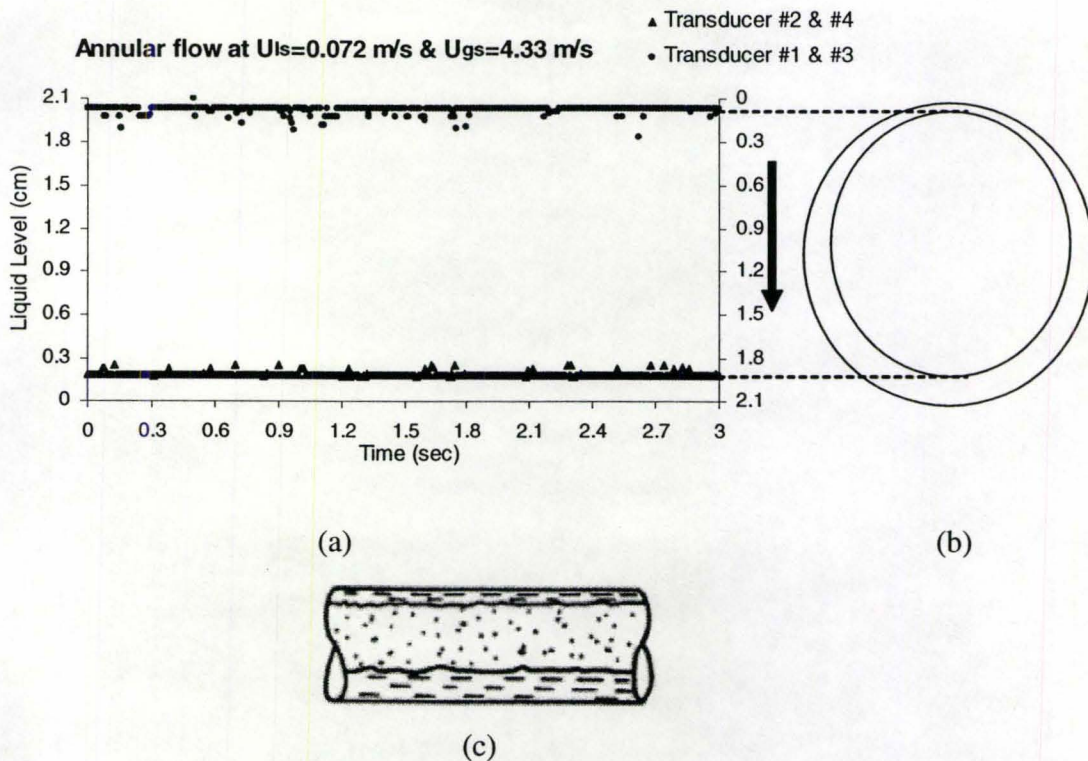 ▲ Transducer #2 & #4
Annular flow at Uls=0.072 m/s & Ugs=4.33 m/s
• Transducer #1 & #3
2.1
1.8
1.5
1.2
0.9
0.6
0.3
0
Liquid Level (cm)
0
0.3
0.6
0.9
1.2
1.5
1.8
2.1
0 0.3 0.6 0.9 1.2 1.5 1.8 2.1 2.4 2.7 3
Time (sec)
(a)
(b)
(c)